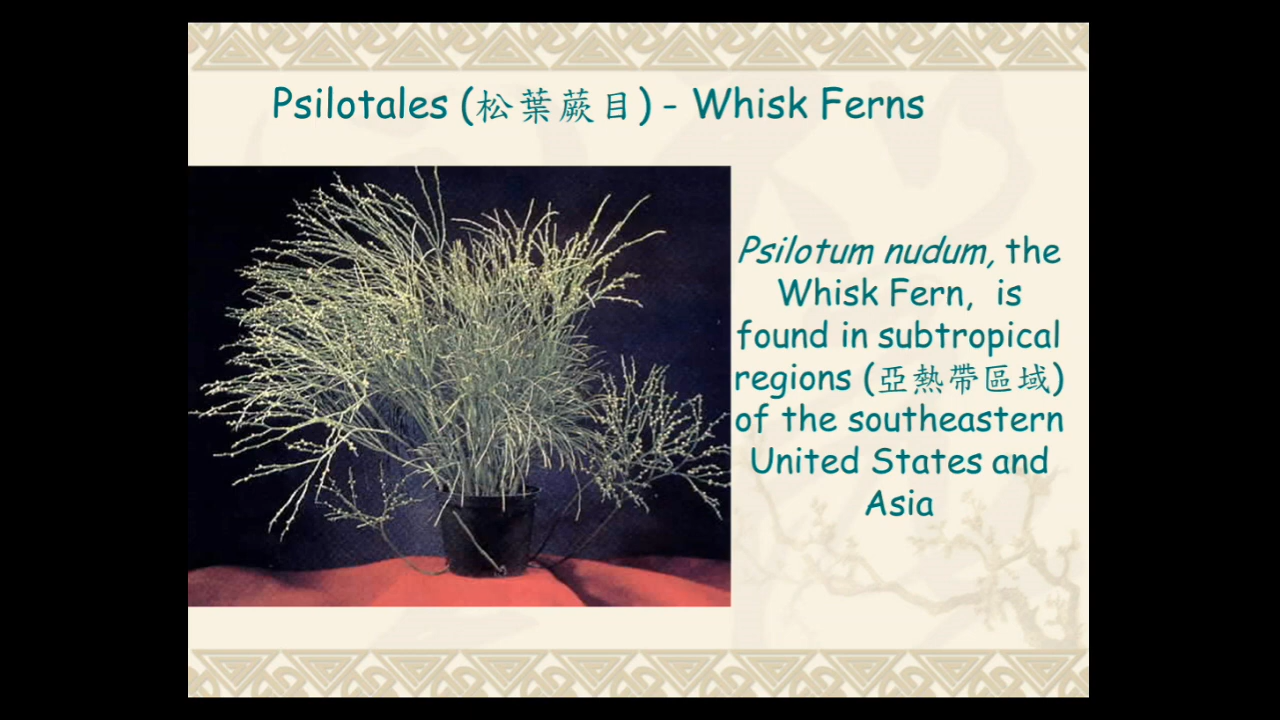 Psilotales (松葉蕨目) - Whisk Ferns
Psilotum nudum, the
Whisk Fern,  is
found in subtropical
regions (亞熱帶區域)
of the southeastern
United States and
Asia